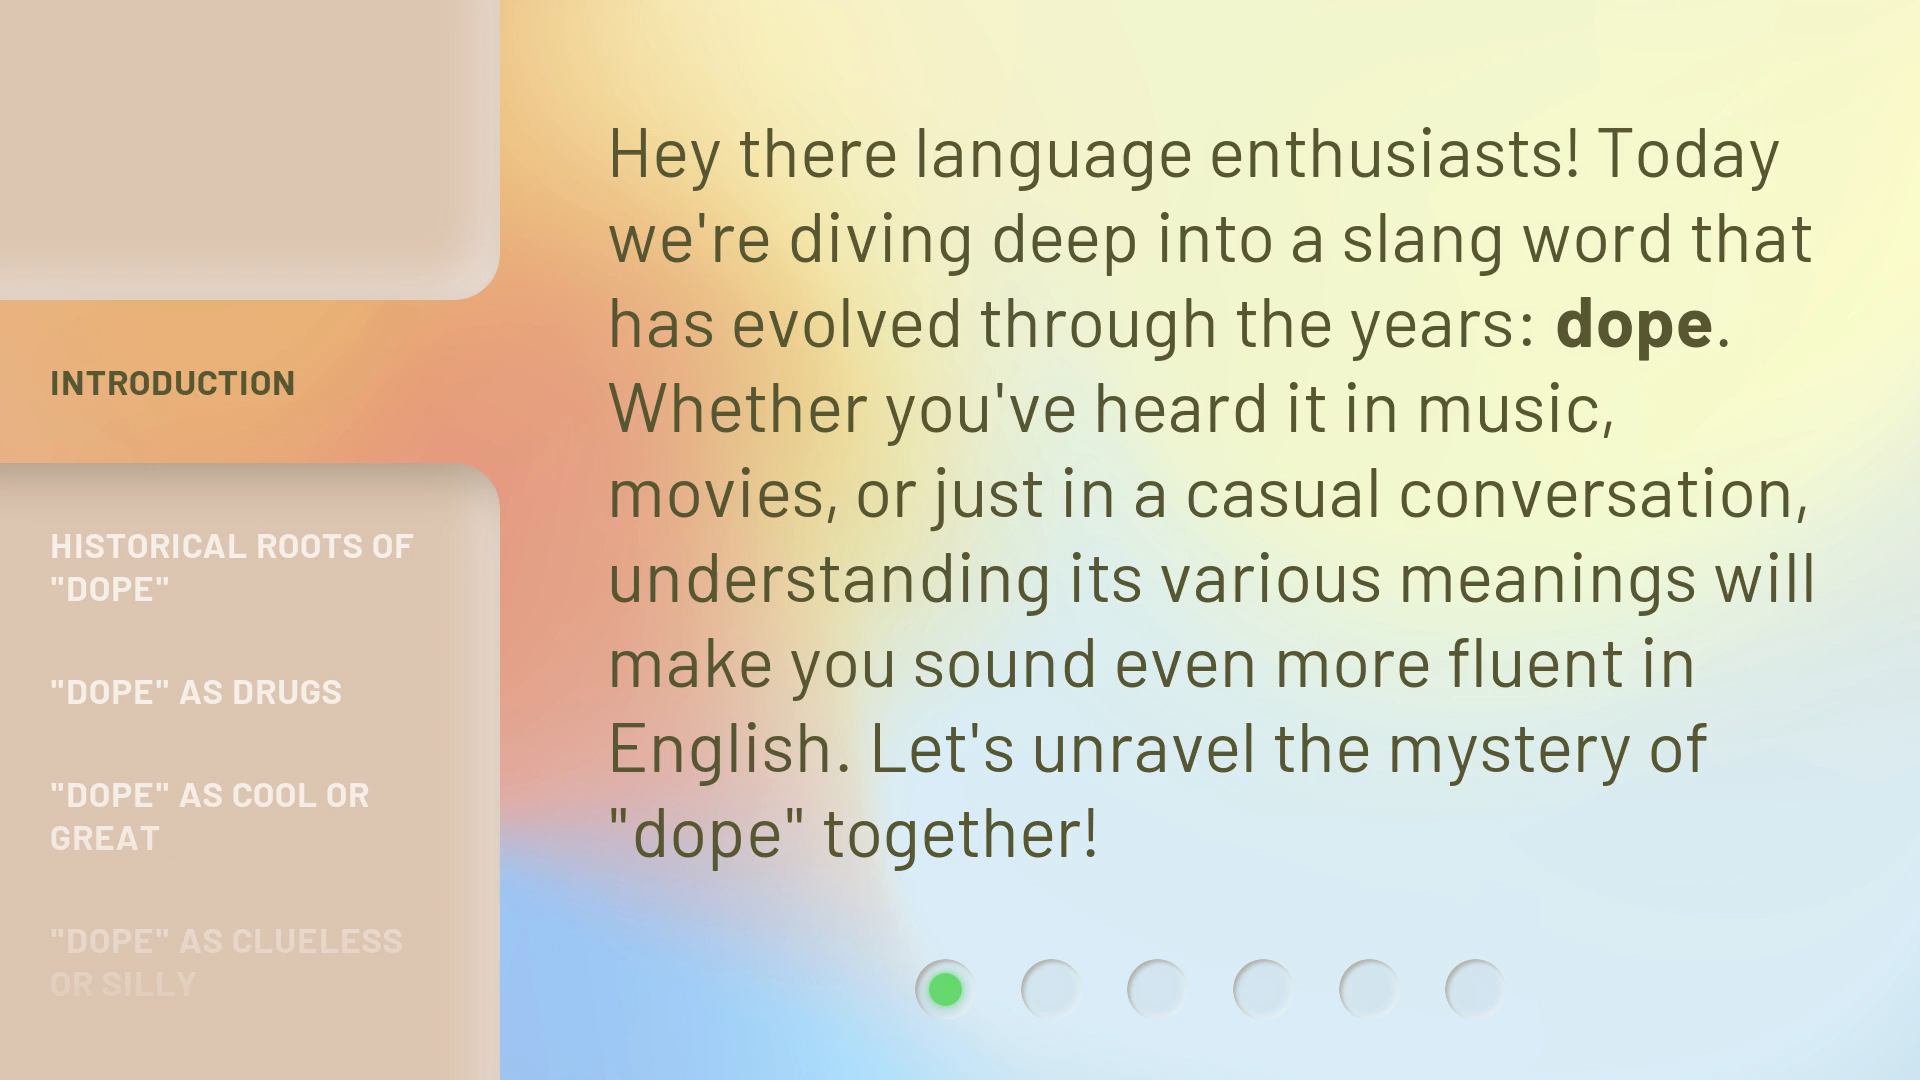 INTRODUCTION
HISTORICAL ROOTS OF
"DOPE"
"DOPE" AS DRUGS
"DOPE" AS COOL OR
GREAT
"DOPE" AS CLUELESS
OR SILLY
Hey there language enthusiasts! Today
we're diving deep into a slang word that
has evolved through the years: dope.
Whether you've heard it in music,
movies, or just in a casual conversation,
understanding its various meanings will
make you sound even more fluent in
English. Let's unravel the mystery of
"dope" together!